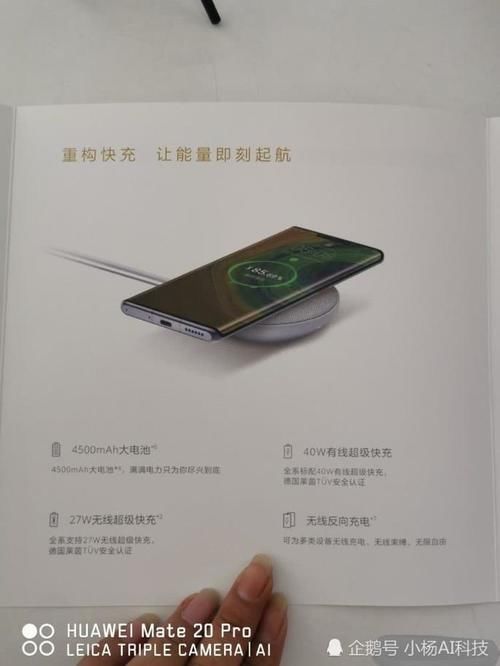 重构快充 让能量即刻起航
85.69%
4500mAh大电池*6
4500mAh大电池*6，满满电力只为你尽兴到底
40W有线超级快充
全系标配40W有线超级快充，
德国莱茵TÜV安全认证
27W无线超级快充*2
全系支持27W无线超级快充，
德国莱茵TÜV安全认证
无线反向充电*7
可为多类设备无线充电，无线束缚，无限自由
HUAWEI Mate 20 Pro
LEICA TRIPLE CAMERA | AI
企鹅号 小杨AI科技